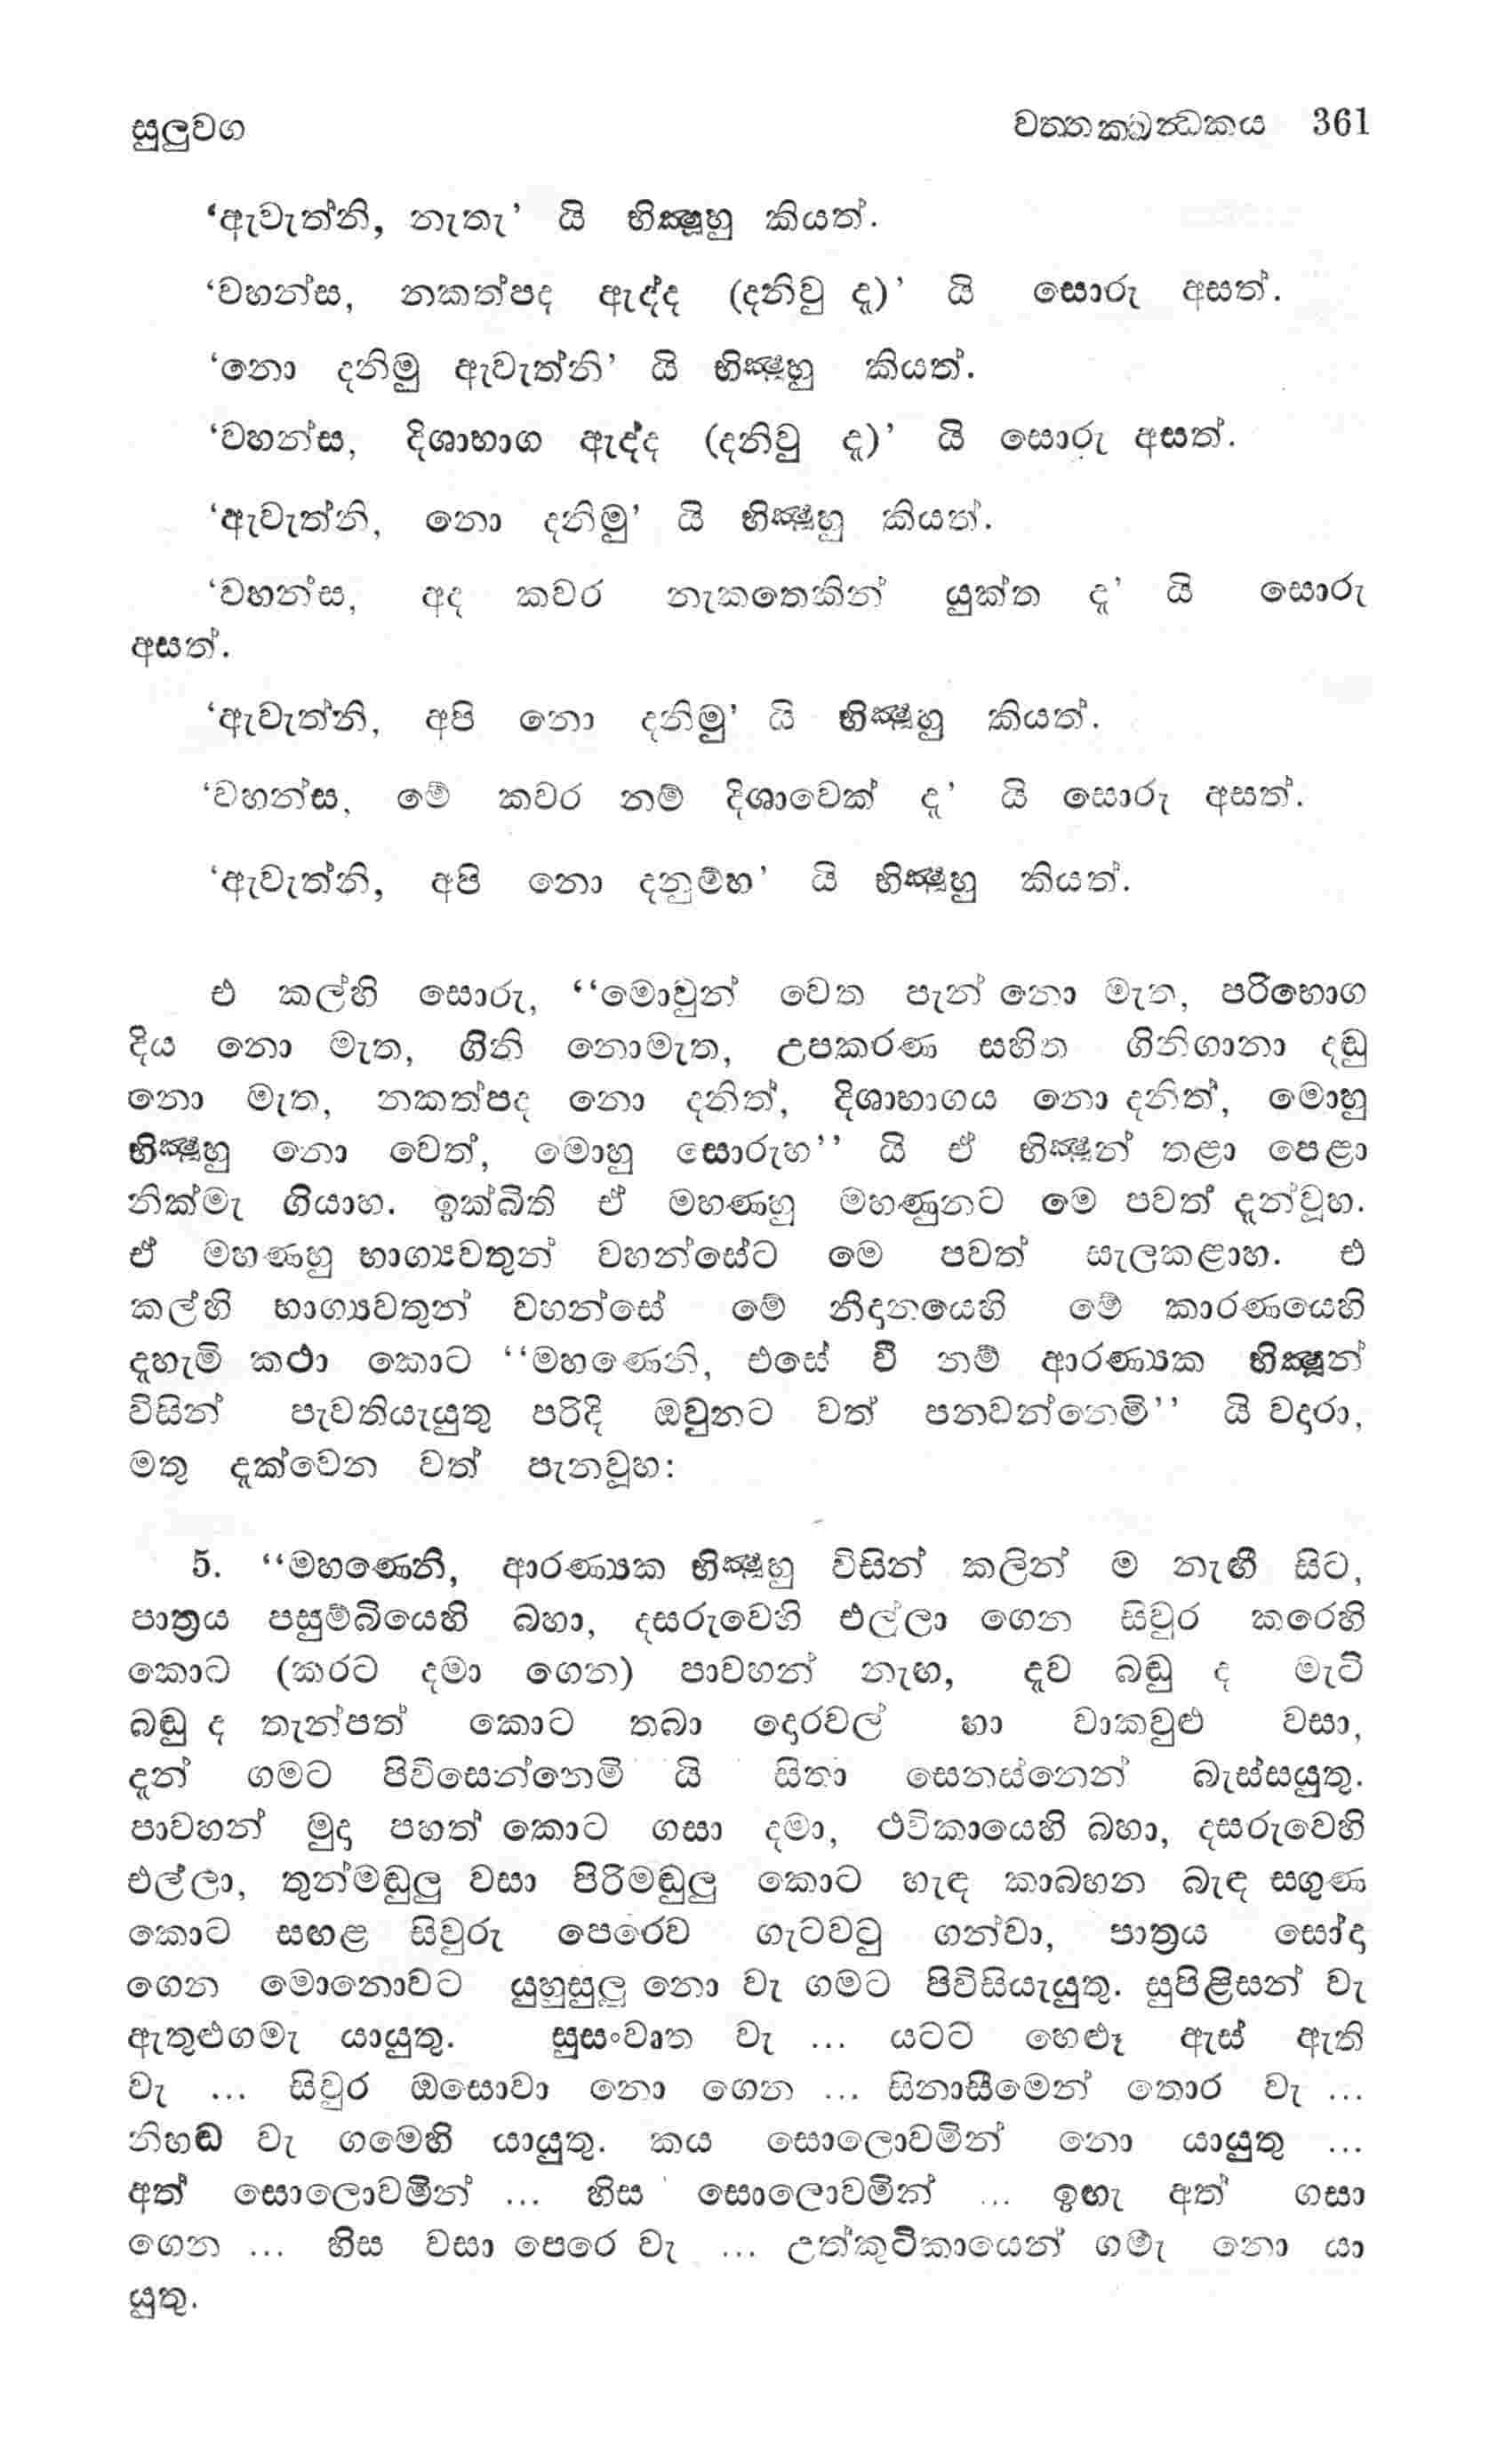 සුලුවග
වත්තක්ඛන්ධකය 361
‘ඇවැත්නි, නැතැ’ යි භික්ෂූහු කියත්.
‘වහන්ස, නකත්පද ඇද්ද (දනිවු දැ)’ යි සොරු අසත්.
‘නො දනිමු ඇවැත්නි’ යි භික්ෂූහු කියත්.
‘වහන්ස, දිශාභාග ඇද්ද (දනිවු දැ)’ යි සොරු අසත්.
‘ඇවැත්නි, නො දනිමු’ යි භික්ෂූහු කියත්.
‘වහන්ස, අද කවර නැකතෙකින් යුක්ත දැ’ යි සොරු
අසත්.
‘ඇවැත්නි, අපි නො දනිමු’ යි භික්ෂූහු කියත්.
‘වහන්ස, මේ කවර නම් දිශාවෙක් දැ’ යි සොරු අසත්.
‘ඇවැත්නි, අපි නො දනුම්හ’ යි භික්ෂූහු කියත්.
එ කල්හි සොරු, “මොවුන් වෙත පැන් නො මැත, පරිභොග
දිය නො මැත, ගිනි නොමැත, උපකරණ සහිත ගිනිගානා දඬු
නො මැත, නකත්පද නො දනිත්, දිශාභාගය නො දනිත්, මොහු
භික්ෂූහු නො වෙත්, මොහු සොරුහ” යි ඒ භික්ෂූන් තළා පෙළා
නික්මැ ගියාහ. ඉක්බිති ඒ මහණහු මහණුනට මෙ පවත් දැන්වූහ.
ඒ මහණහු භාග්‍යවතුන් වහන්සේට මෙ පවත් සැලකළාහ. එ
කල්හි භාග්‍යවතුන් වහන්සේ මේ නිදානයෙහි මේ කාරණයෙහි
දැහැමි කථා කොට “මහණෙනි, එසේ වී නම් ආරණ්‍යක භික්ෂූන්
විසින් පැවතියැයුතු පරිදි ඔවුනට වත් පනවන්නෙමි” යි වදාරා,
මතු දැක්වෙන වත් පැනවූහ:
5. “මහණෙනි, ආරණ්‍යක භික්ෂූහු විසින් කලින් ම නැඟී සිට,
පාත්‍රය පසුම්බියෙහි බහා, දසරුවෙහි එල්ලා ගෙන සිවුර කරෙහි
කොට (කරට දමා ගෙන) පාවහන් නැඟ, දැව බඬු ද මැටි
බඬු ද තැන්පත් කොට තබා දොරවල් හා වාකවුළු වසා,
දැන් ගමට පිවිසෙන්නෙමි යි සිතා සෙනස්නෙන් බැස්සයුතු.
පාවහන් මුදා පහත් කොට ගසා දමා, ථවිකායෙහි බහා, දසරුවෙහි
එල්ලා, තුන්මඬුලු වසා පිරිමඬුලු කොට හැඳ කාබහන බැඳ සගුණ
කොට සඟළ සිවුරු පෙරෙව ගැටවටු ගන්වා, පාත්‍රය සෝදා
ගෙන මොනොවට යුහුසුලු නො වැ ගමට පිවිසියැයුතු. සුපිළිසන් වැ
ඇතුළුගමැ යායුතු. සුසංවෘත වැ ... යටට හෙළූ ඇස් ඇති
වැ ... සිවුර ඔසොවා නො ගෙන ... සිනාසීමෙන් තොර වැ ...
නිහඬ වැ ගමෙහි යායුතු. කය සොලොවමින් නො යායුතු ...
අත් සොලොවමින් ... හිස සොලොවමින් ... ඉඟැ අත් ගසා
ගෙන ... හිස වසා පෙරෙ වැ ... උත්කුටිකායෙන් ගමැ නො යා
යුතු.